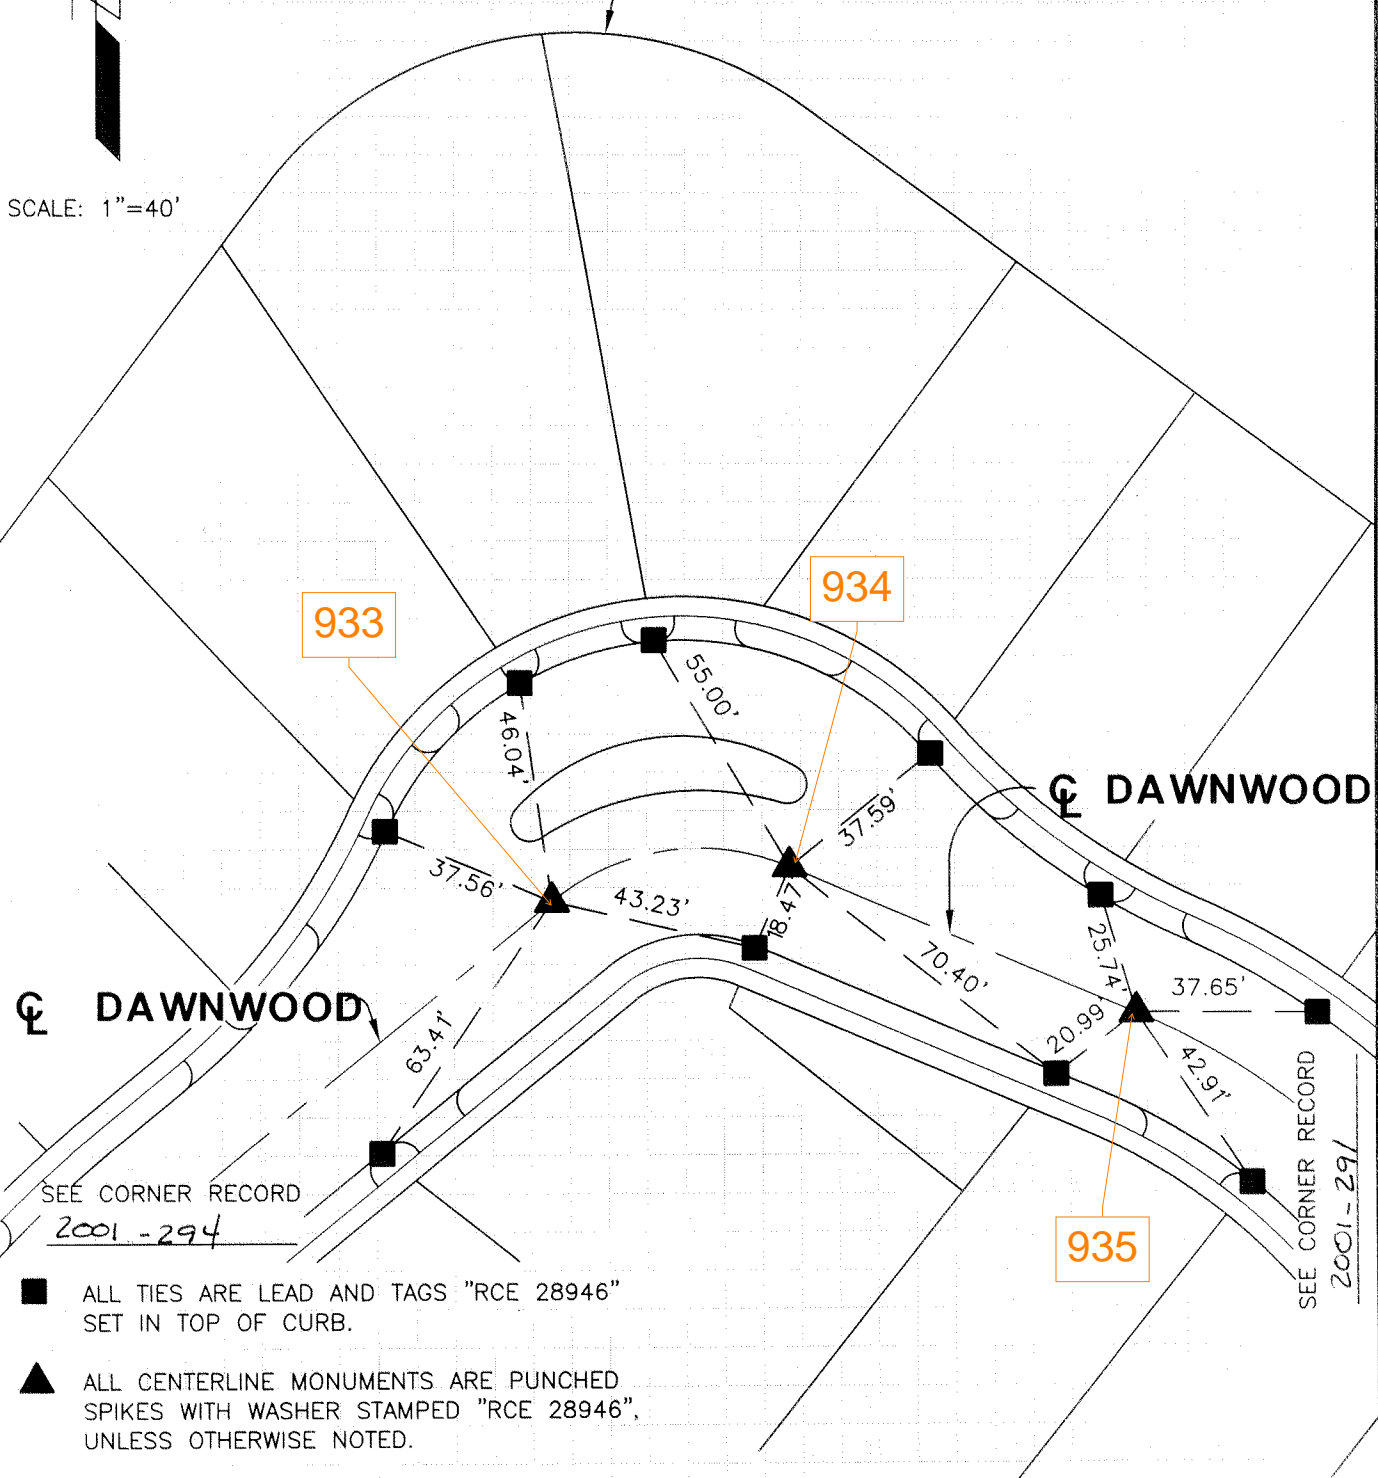 SCALE: 1"=40'
933
934
55.00'
46.04'
37.59'
℄ DAWNWOOD
37.56'
43.23'
18.47'
70.40'
25.74'
37.65'
20.99'
42.91'
℄ DAWNWOOD
63.41'
935
SEE CORNER RECORD
2001-294
SEE CORNER RECORD
2001-291
ALL TIES ARE LEAD AND TAGS "RCE 28946"
SET IN TOP OF CURB.
ALL CENTERLINE MONUMENTS ARE PUNCHED
SPIKES WITH WASHER STAMPED "RCE 28946",
UNLESS OTHERWISE NOTED.